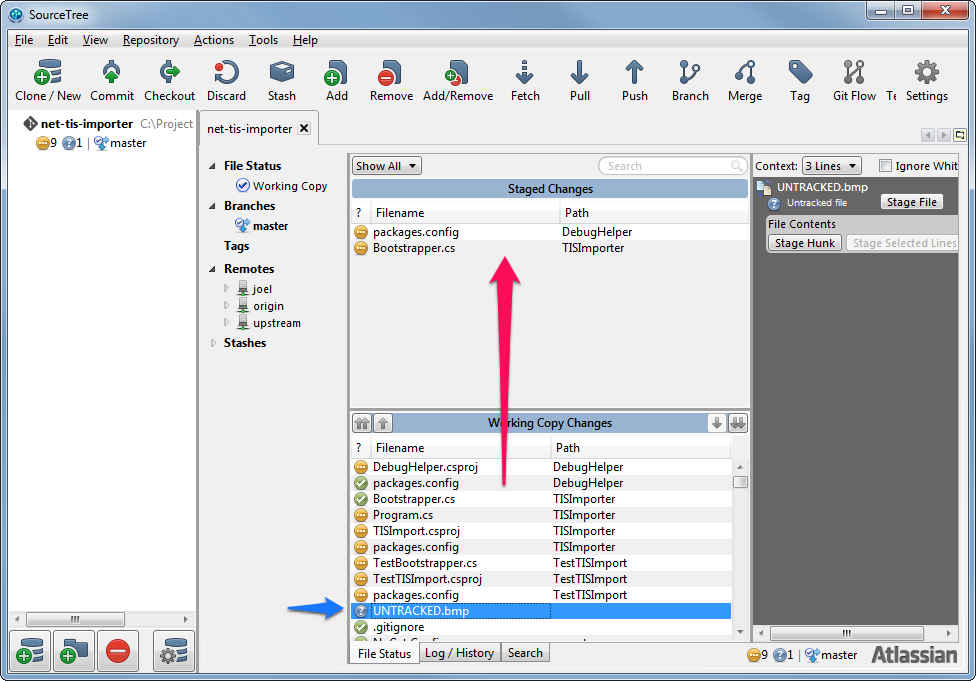 SourceTree
File Edit View Repository Actions Tools Help
Clone / New Commit Checkout Discard Stash Add Remove Add/Remove Fetch Pull Push Branch Merge Tag Git Flow Te Settings
net-tis-importer C:\Project
9 1 | master
net-tis-importer
File Status
Working Copy
Branches
master
Tags
Remotes
joel
origin
upstream
Stashes
Show All Search
Staged Changes
? Filename Path
packages.config DebugHelper
Bootstrapper.cs TISImporter
Working Copy Changes
? Filename Path
DebugHelper.csproj DebugHelper
packages.config DebugHelper
Bootstrapper.cs TISImporter
Program.cs TISImporter
TISImport.csproj TISImporter
packages.config TISImporter
TestBootstrapper.cs TestTISImport
TestTISImport.csproj TestTISImport
packages.config TestTISImport
UNTRACKED.bmp
.gitignore
File Status Log / History Search
Context: 3 Lines Ignore Whit
UNTRACKED.bmp
Untracked file Stage File
File Contents
Stage Hunk Stage Selected Lines
9 1 | master Atlassian